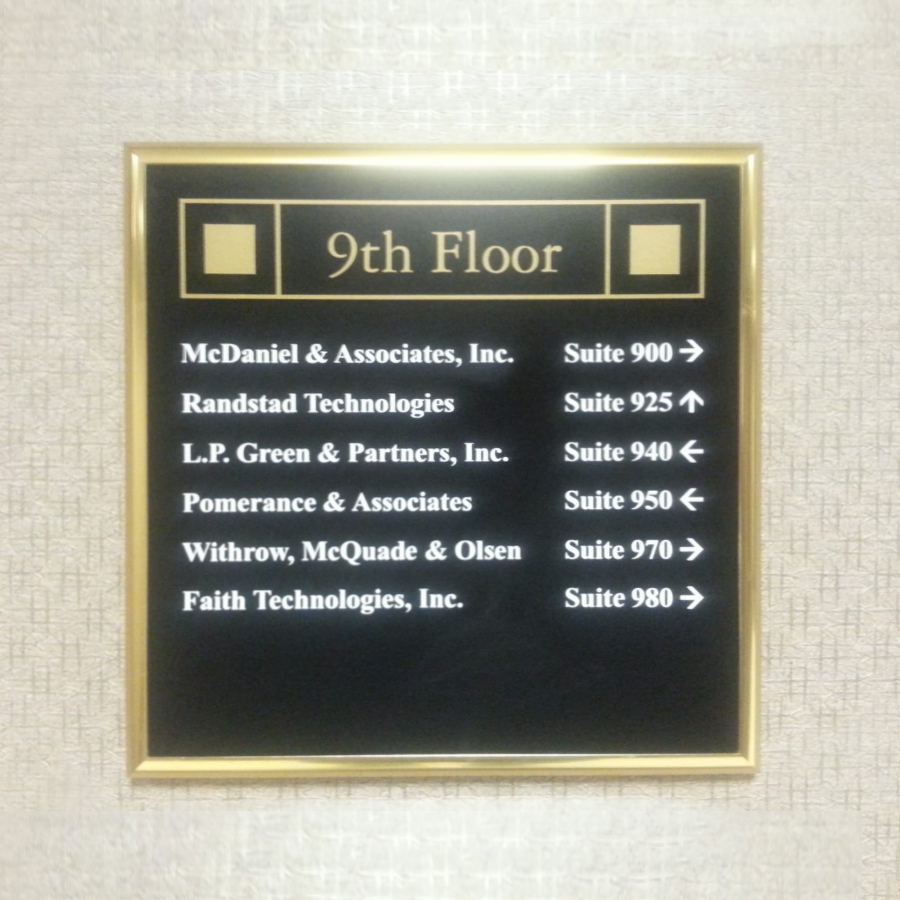 9th Floor
McDaniel & Associates, Inc. Suite 900 →
Randstad Technologies Suite 925 ↑
L.P. Green & Partners, Inc. Suite 940 ←
Pomerance & Associates Suite 950 ←
Withrow, McQuade & Olsen Suite 970 →
Faith Technologies, Inc. Suite 980 →